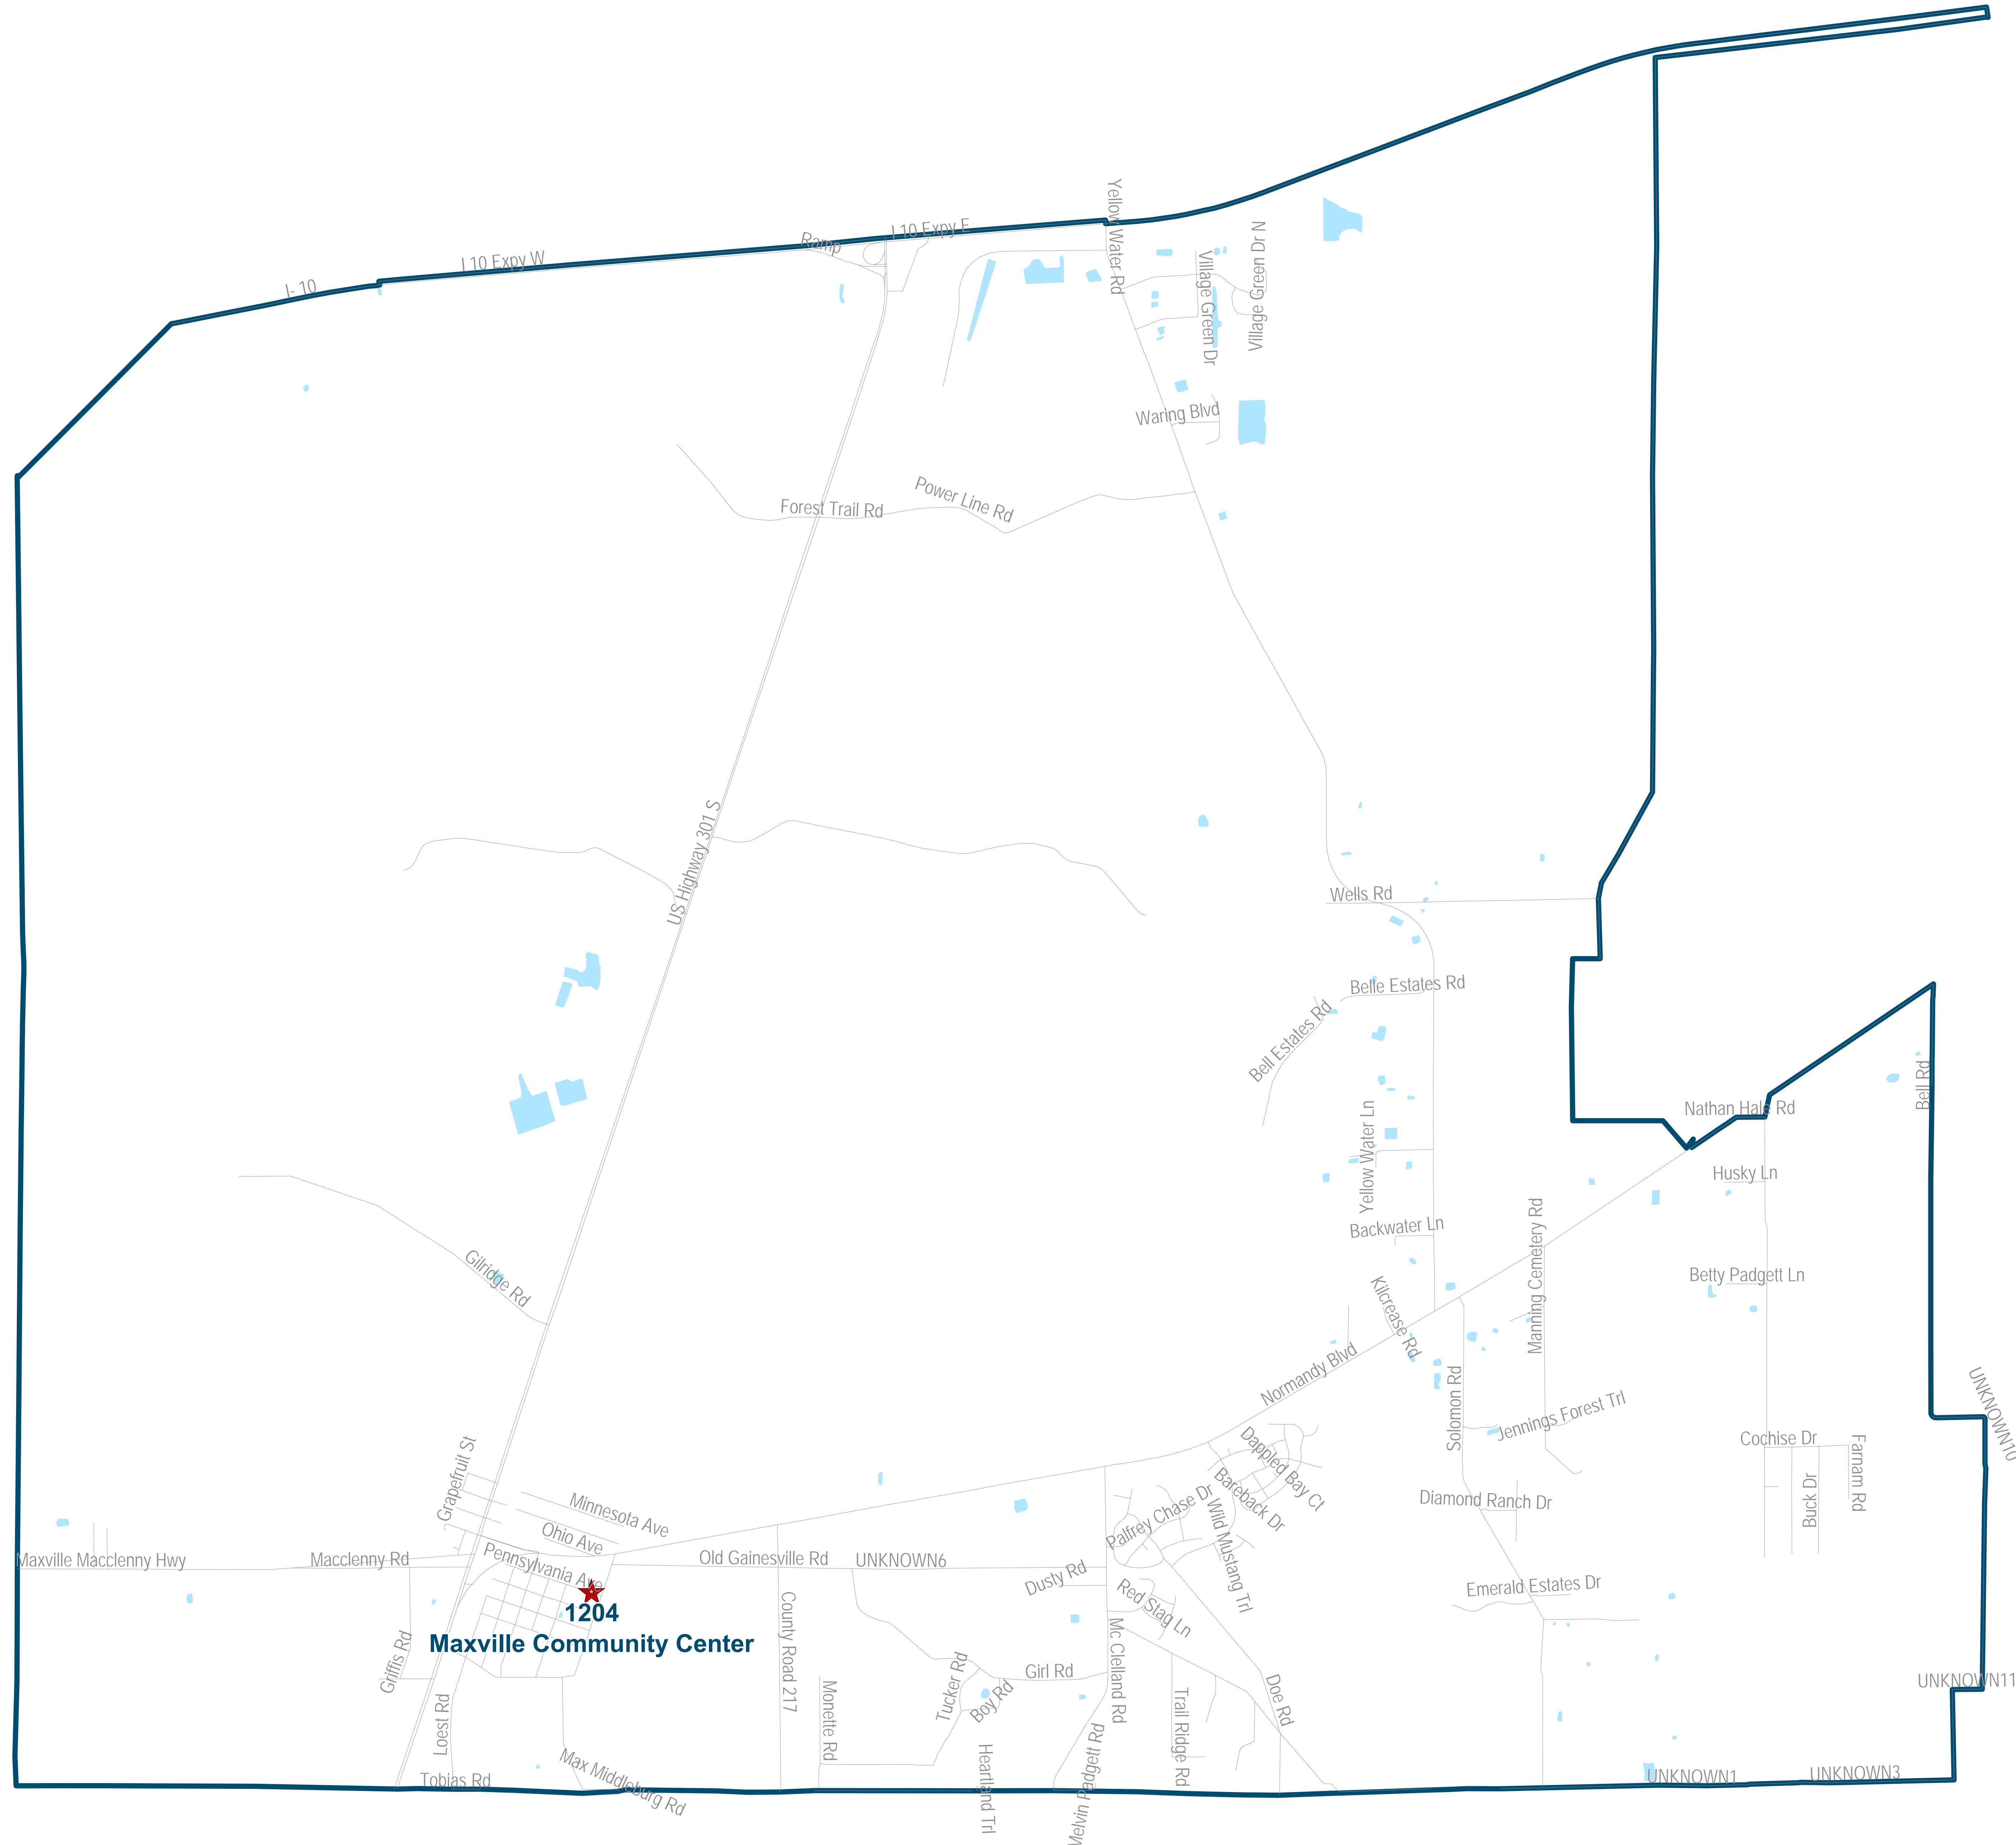 Yellow Water Rd
I 10 Expy E
Village Green Dr N
Ramp
I 10 Expy W
Village Green Dr
I- 10
Waring Blvd
Power Line Rd
Forest Trail Rd
US Highway 301 S
Wells Rd
Belle Estates Rd
Bell Estates Rd
Bell Rd
Nathan Hale Rd
Yellow Water Ln
Husky Ln
Manning Cemetery Rd
Backwater Ln
Gilridge Rd
Betty Padgett Ln
Kilcrease Rd
Normandy Blvd
UNKNOWN10
Solomon Rd
Jennings Forest Trl
Cochise Dr
Farnam Rd
Grapefruit St
Dappled Bay Ct
Buck Dr
Bareback Dr
Diamond Ranch Dr
Minnesota Ave
Palfrey Chase Dr
Wild Mustang Trl
Ohio Ave
Maxville Macclenny Hwy
Macclenny Rd
Pennsylvania Ave
Old Gainesville Rd
UNKNOWN6
Dusty Rd
Emerald Estates Dr
Red Stag Ln
1204
Maxville Community Center
County Road 217
Mc Clelland Rd
Griffis Rd
Girl Rd
Tucker Rd
Boy Rd
Doe Rd
UNKNOWN11
Monette Rd
Trail Ridge Rd
Loest Rd
Melvin Padgett Rd
Heartland Trl
Max Middleburg Rd
Tobias Rd
UNKNOWN1
UNKNOWN3